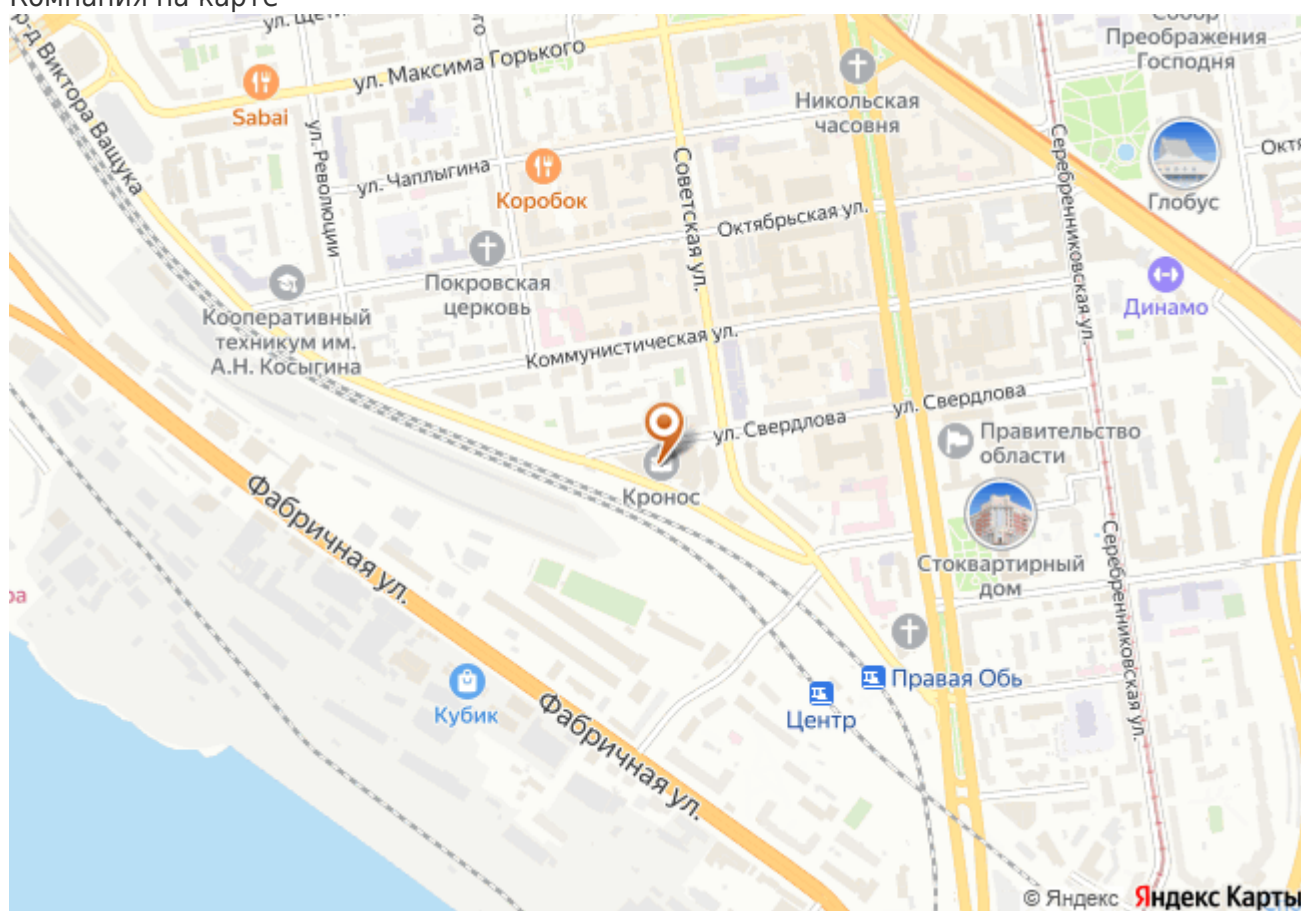 Компания на карте
Собор
Преображения
Господня
ул. Максима Горького
Sabai
Никольская
часовня
р-д Виктора Ващука
ул. Революции
ул. Чаплыгина
Коробок
Советская ул.
Серебренниковская ул.
Глобус
Октябрьская ул.
Покровская
церковь
Динамо
Кооперативный
техникум им.
А.Н. Косыгина
Коммунистическая ул.
ул. Свердлова
ул. Свердлова
Правительство
области
Кронос
Фабричная ул.
Стоквартирный
дом
Серебренниковская ул.
Правая Обь
Центр
Кубик
Фабричная ул.
© Яндекс Яндекс Карты